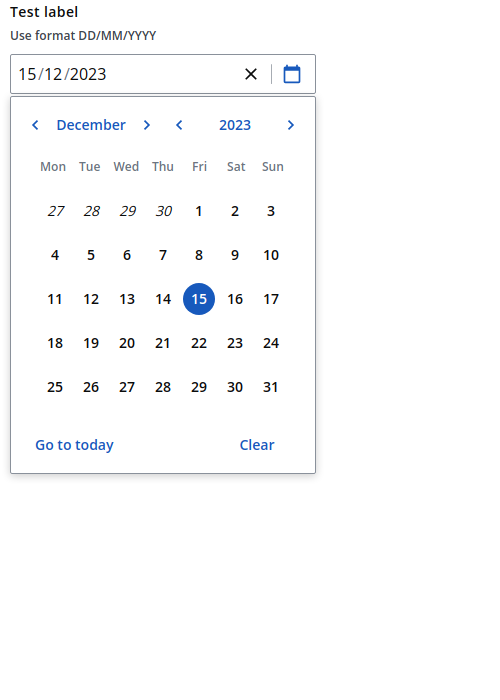 Test label
Use format DD/MM/YYYY
15/12/2023
December 2023
Mon Tue Wed Thu Fri Sat Sun
27 28 29 30 1 2 3
4 5 6 7 8 9 10
11 12 13 14 15 16 17
18 19 20 21 22 23 24
25 26 27 28 29 30 31
Go to today Clear